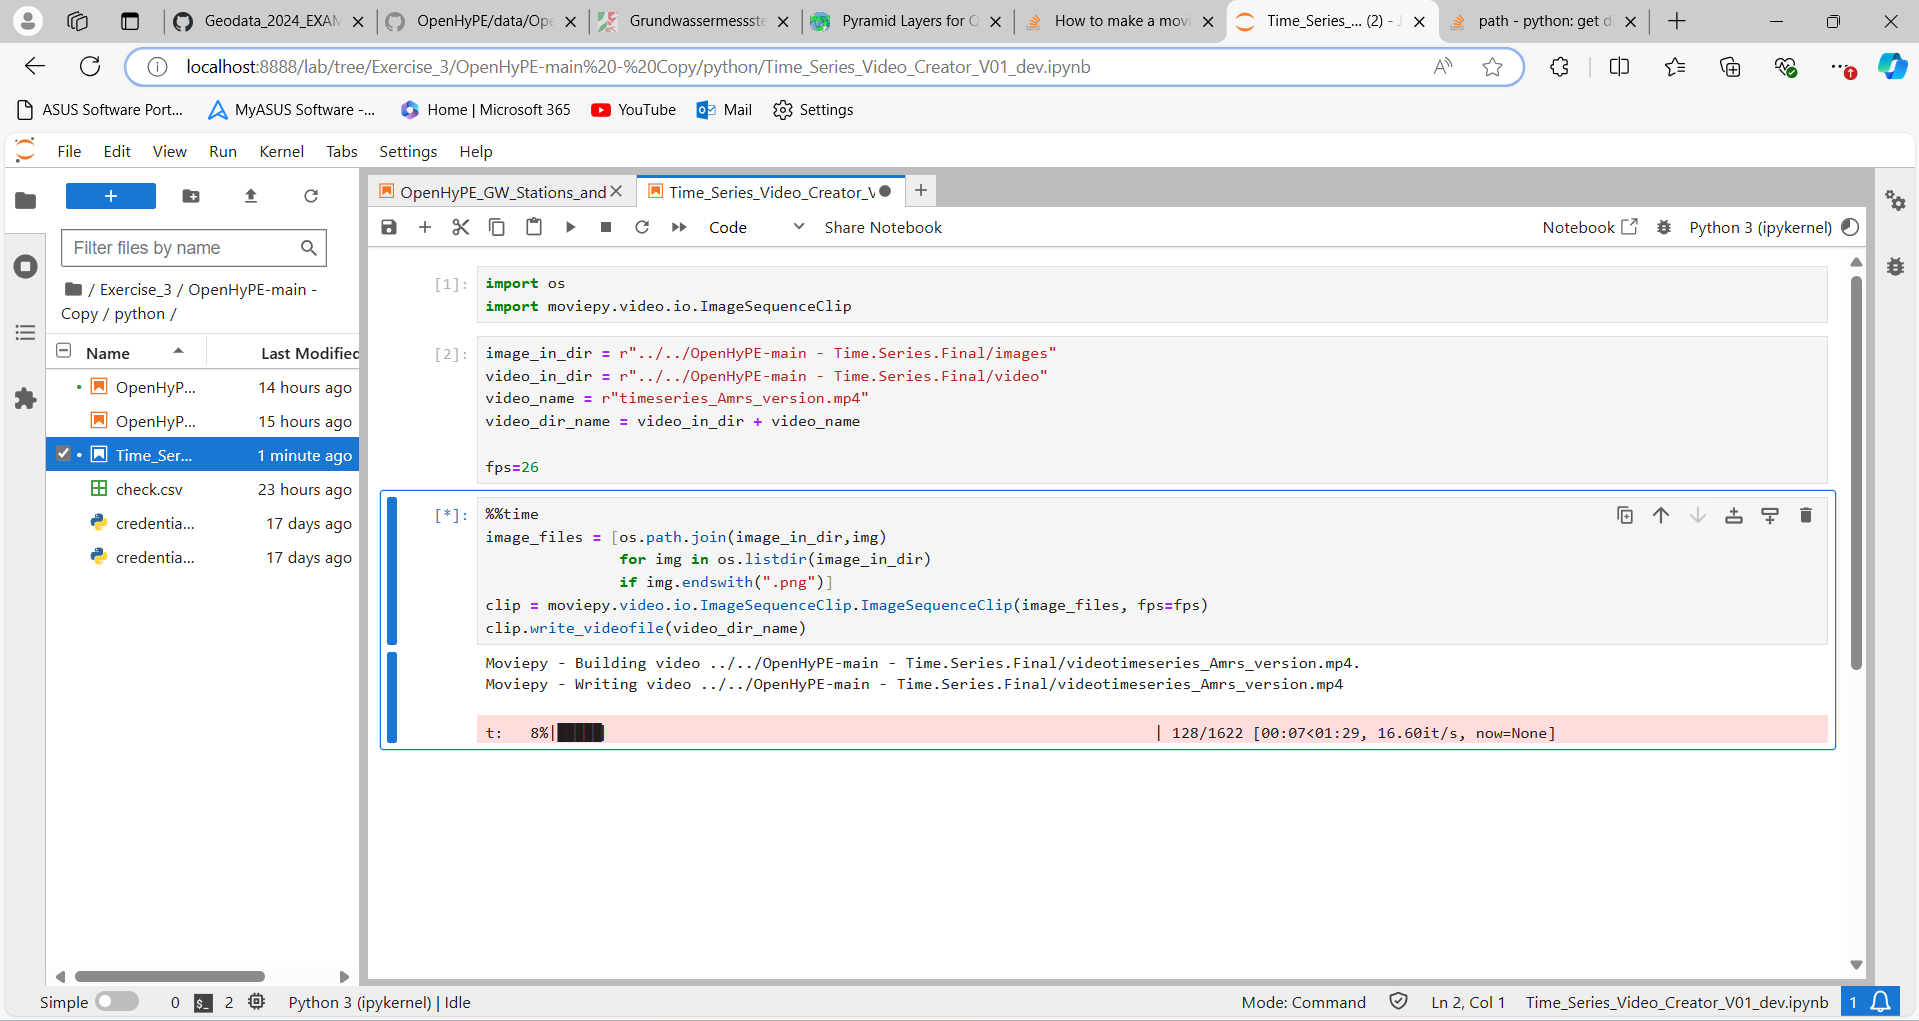 Geodata_2024_EXAM
OpenHyPE/data/Ope
Grundwassermessste
Pyramid Layers for Q
How to make a movi
Time_Series_... (2) - J
path - python: get d
localhost:8888/lab/tree/Exercise_3/OpenHyPE-main%20-%20Copy/python/Time_Series_Video_Creator_V01_dev.ipynb
ASUS Software Port...
MyASUS Software -...
Home | Microsoft 365
YouTube
Mail
Settings
File Edit View Run Kernel Tabs Settings Help
OpenHyPE_GW_Stations_and
Time_Series_Video_Creator_V
Code
Share Notebook
Notebook
Python 3 (ipykernel)
Filter files by name
/ Exercise_3 / OpenHyPE-main -
Copy / python /
Name Last Modified
OpenHyP... 14 hours ago
OpenHyP... 15 hours ago
Time_Ser... 1 minute ago
check.csv 23 hours ago
credentia... 17 days ago
credentia... 17 days ago
[1]: import os
import moviepy.video.io.ImageSequenceClip
[2]: image_in_dir = r"../../OpenHyPE-main - Time.Series.Final/images"
video_in_dir = r"../../OpenHyPE-main - Time.Series.Final/video"
video_name = r"timeseries_Amrs_version.mp4"
video_dir_name = video_in_dir + video_name
fps=26
[*]: %%time
image_files = [os.path.join(image_in_dir,img)
for img in os.listdir(image_in_dir)
if img.endswith(".png")]
clip = moviepy.video.io.ImageSequenceClip.ImageSequenceClip(image_files, fps=fps)
clip.write_videofile(video_dir_name)
Moviepy - Building video ../../OpenHyPE-main - Time.Series.Final/videotimeseries_Amrs_version.mp4.
Moviepy - Writing video ../../OpenHyPE-main - Time.Series.Final/videotimeseries_Amrs_version.mp4
t: 8%|█████ | 128/1622 [00:07<01:29, 16.60it/s, now=None]
Simple 0 2 Python 3 (ipykernel) | Idle
Mode: Command Ln 2, Col 1 Time_Series_Video_Creator_V01_dev.ipynb 1